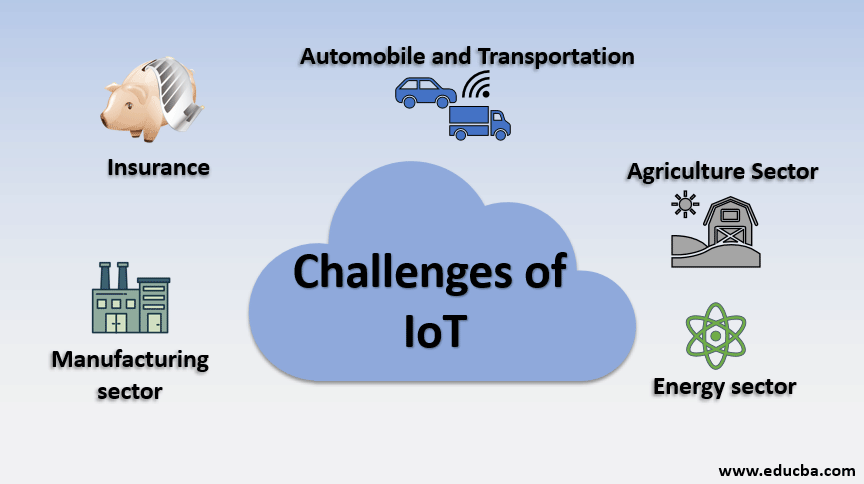 Automobile and Transportation
Insurance
Agriculture Sector
Challenges of
IoT
Manufacturing
sector
Energy sector
www.educba.com